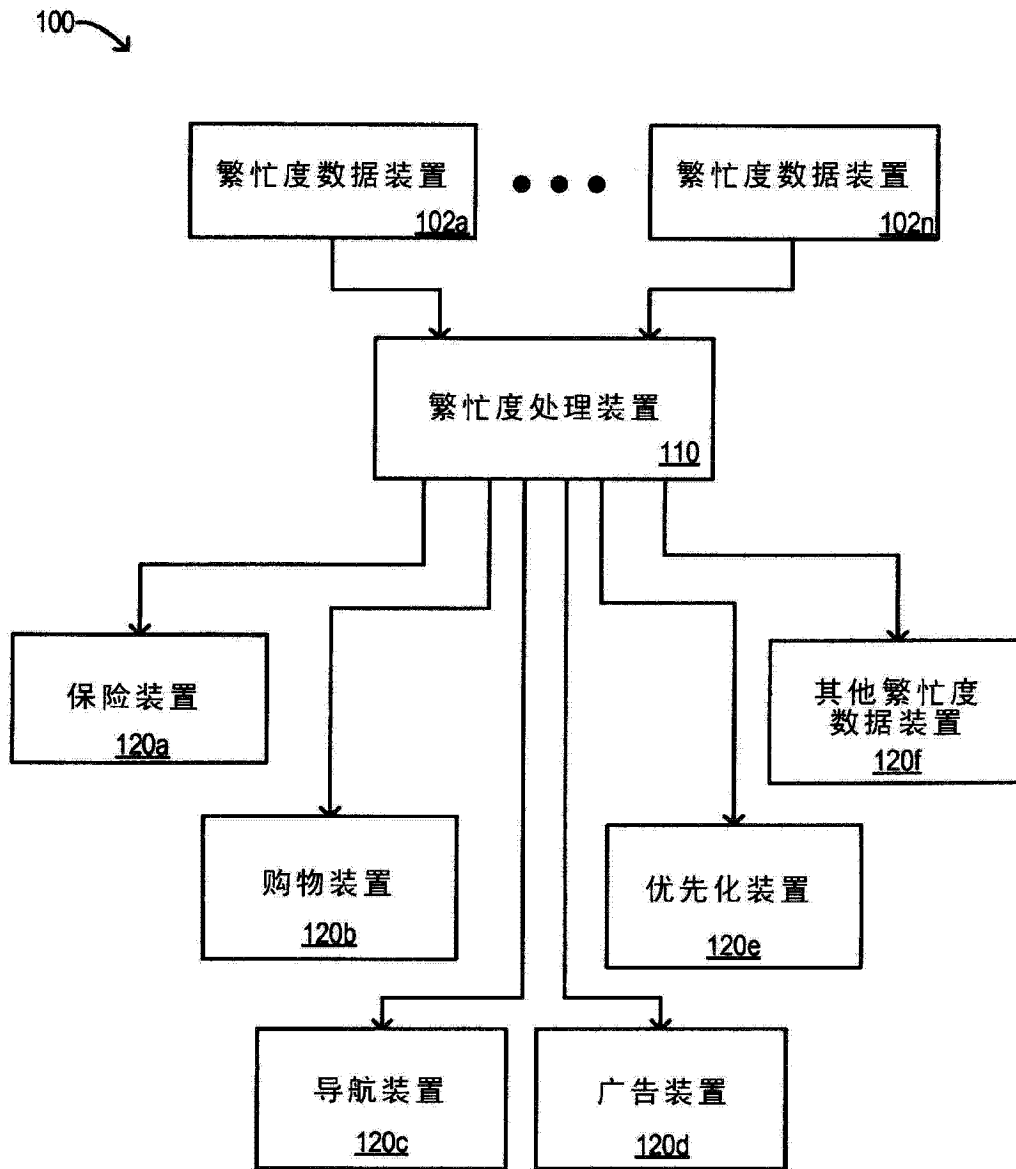 100
繁忙度数据装置
102a
繁忙度数据装置
102n
繁忙度处理装置
110
保险装置
120a
其他繁忙度
数据装置
120f
购物装置
120b
优先化装置
120e
导航装置
120c
广告装置
120d